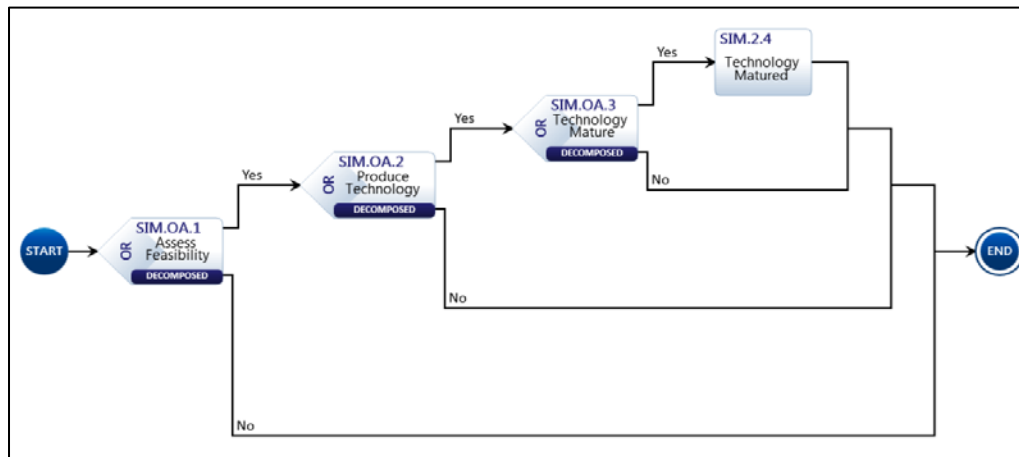 START
SIM.OA.1
OR
Assess
Feasibility
DECOMPOSED
Yes
No
SIM.OA.2
OR
Produce
Technology
DECOMPOSED
Yes
No
SIM.OA.3
OR
Technology
Mature
DECOMPOSED
Yes
No
SIM.2.4
Technology
Matured
END